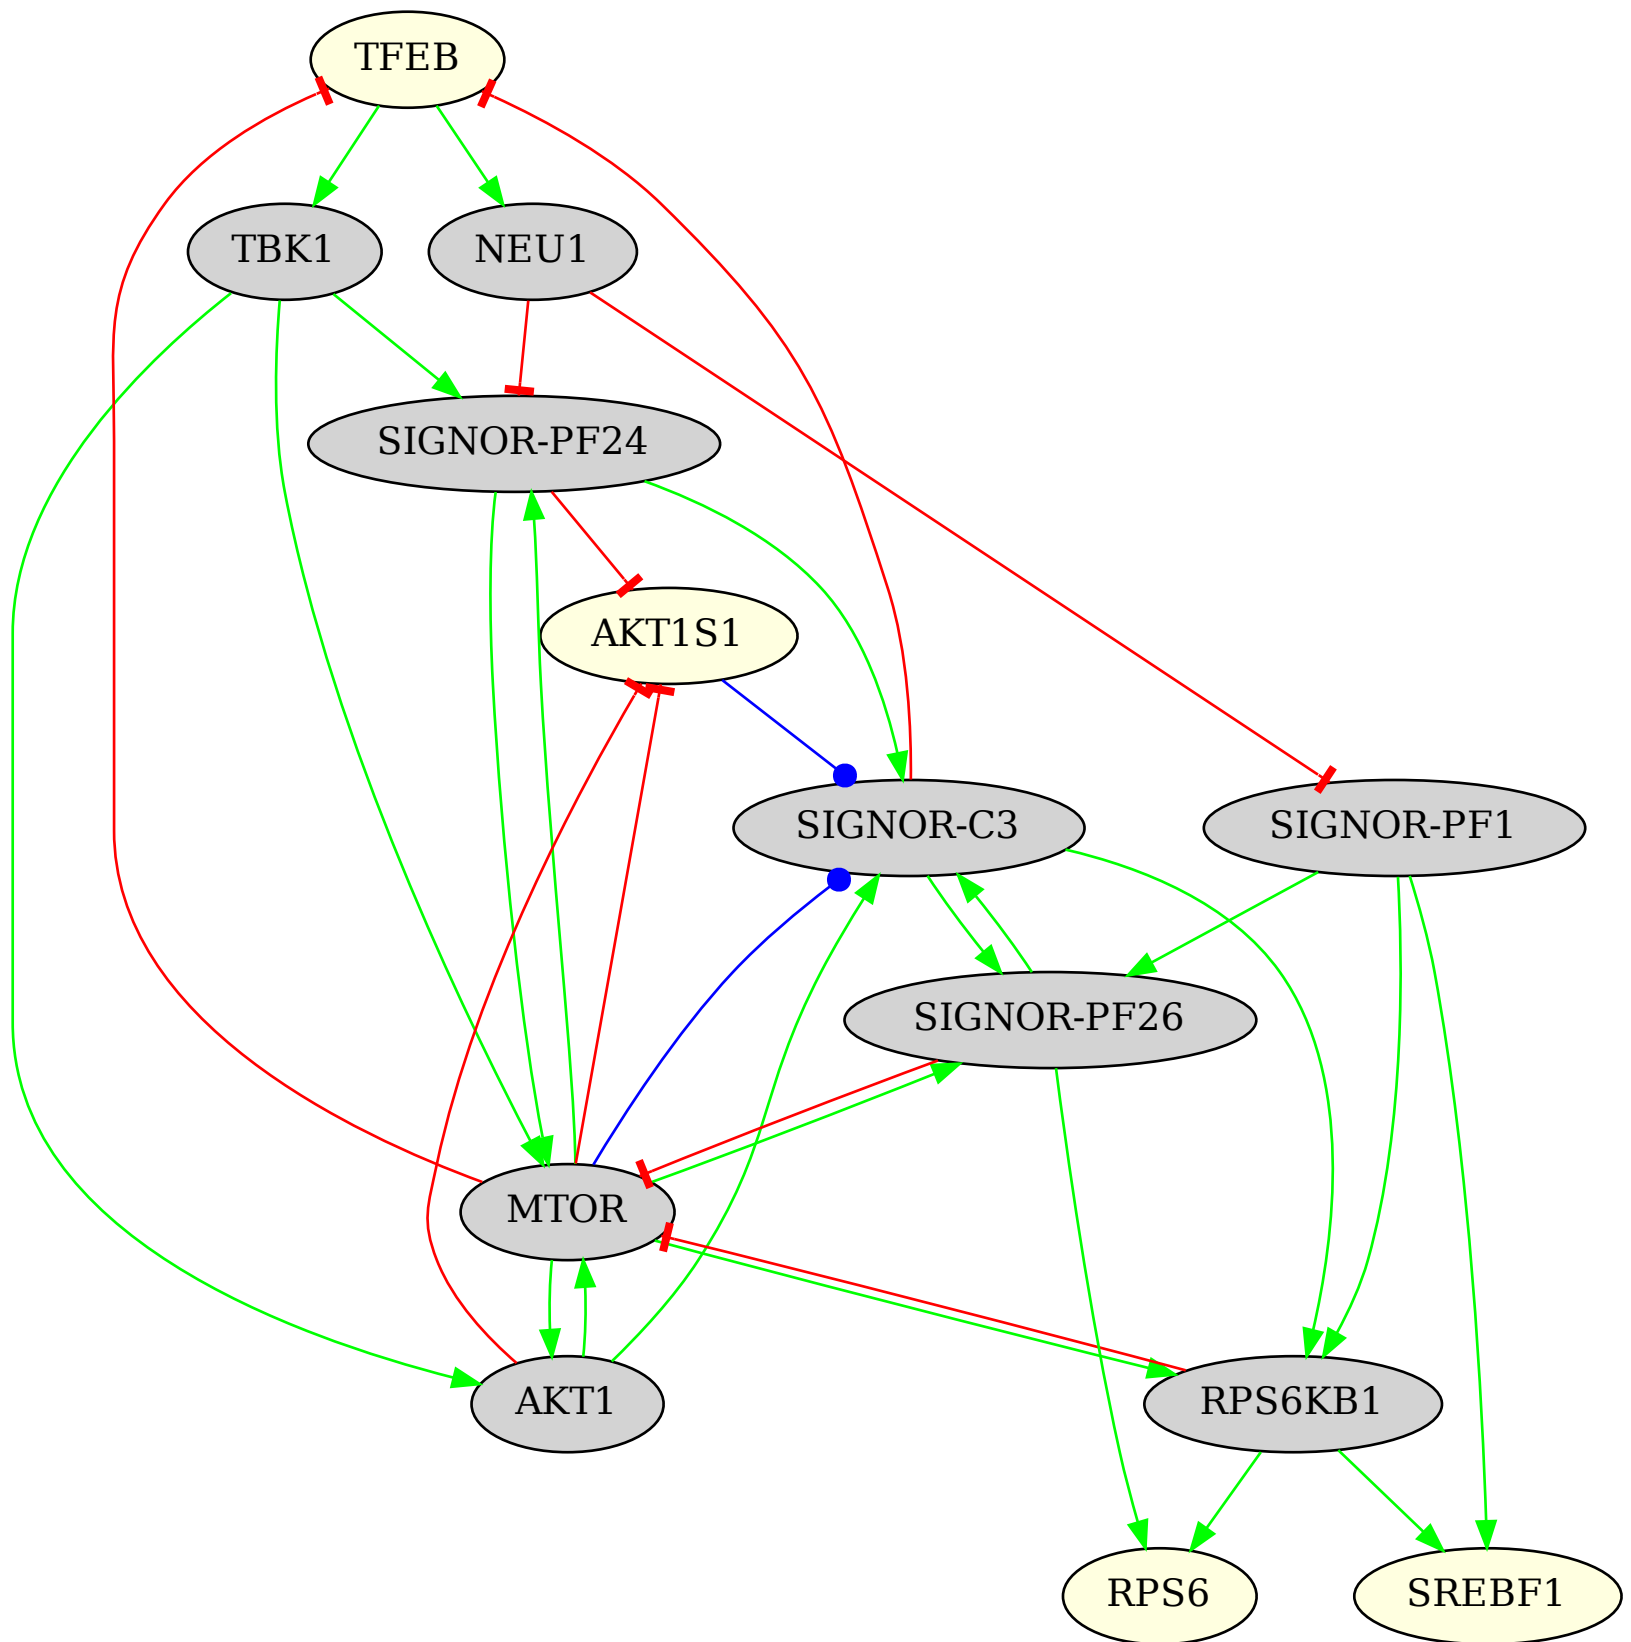 TFEB
TBK1
NEU1
SIGNOR-PF24
AKT1S1
SIGNOR-C3
SIGNOR-PF1
SIGNOR-PF26
MTOR
AKT1
RPS6KB1
RPS6
SREBF1